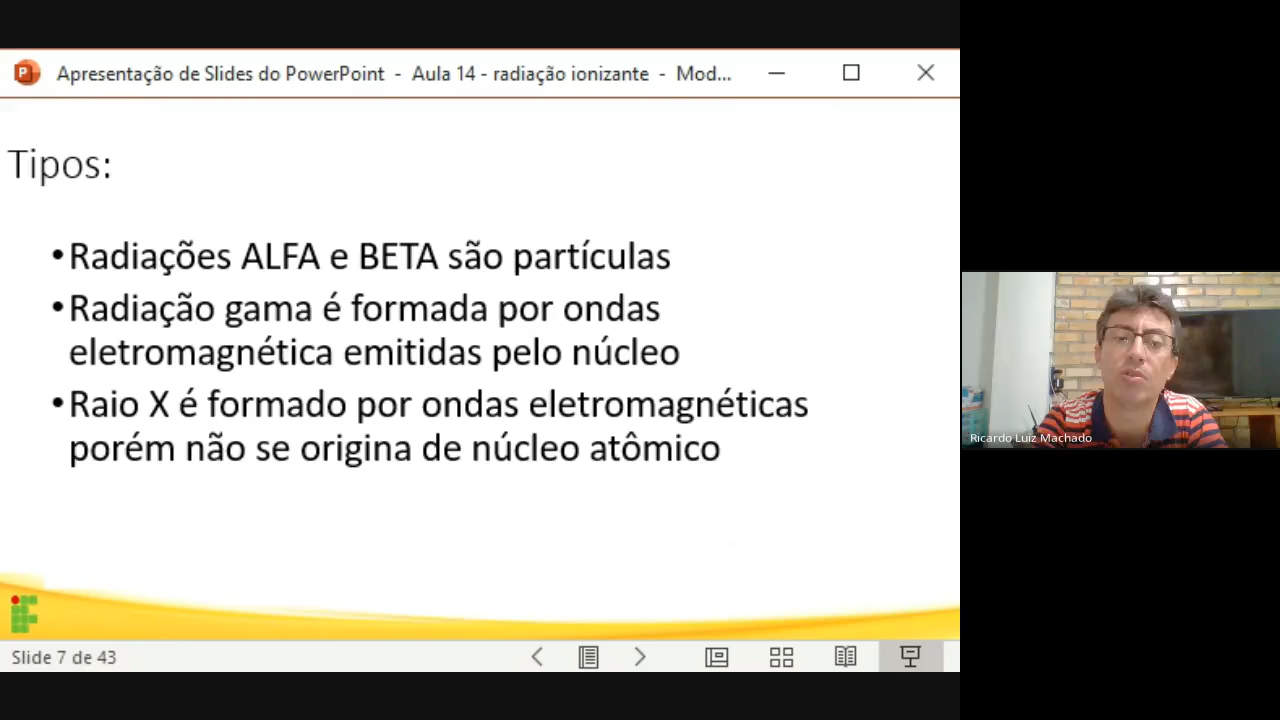 Apresentação de Slides do PowerPoint - Aula 14 - radiação ionizante - Mod...
Tipos:
•Radiações ALFA e BETA são partículas
•Radiação gama é formada por ondas
eletromagnética emitidas pelo núcleo
•Raio X é formado por ondas eletromagnéticas
porém não se origina de núcleo atômico
Slide 7 de 43
Ricardo Luiz Machado